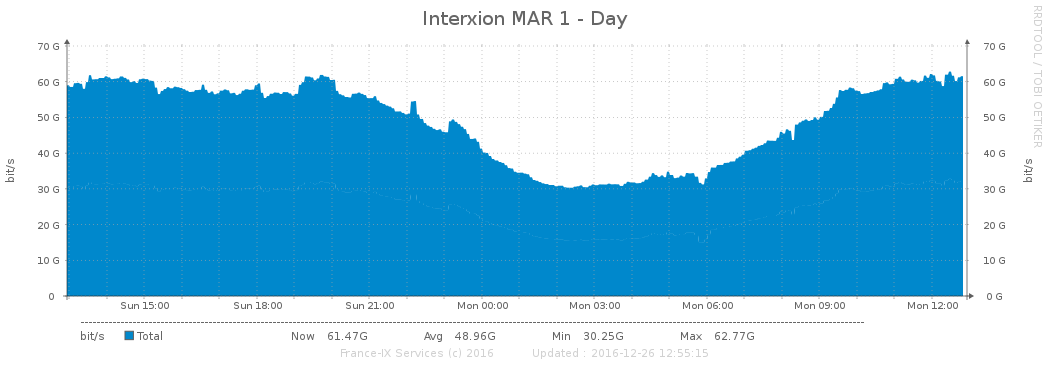 Interxion MAR 1 - Day
RRDTOOL / TOBI OETIKER
70 G 70 G
60 G 60 G
50 G 50 G
40 G 40 G
30 G 30 G
20 G 20 G
10 G 10 G
0 0 G
bit/s bit/s
Sun 15:00 Sun 18:00 Sun 21:00 Mon 00:00 Mon 03:00 Mon 06:00 Mon 09:00 Mon 12:00
bit/s Total Now 61.47G Avg 48.96G Min 30.25G Max 62.77G
France-IX Services (c) 2016 Updated : 2016-12-26 12:55:15